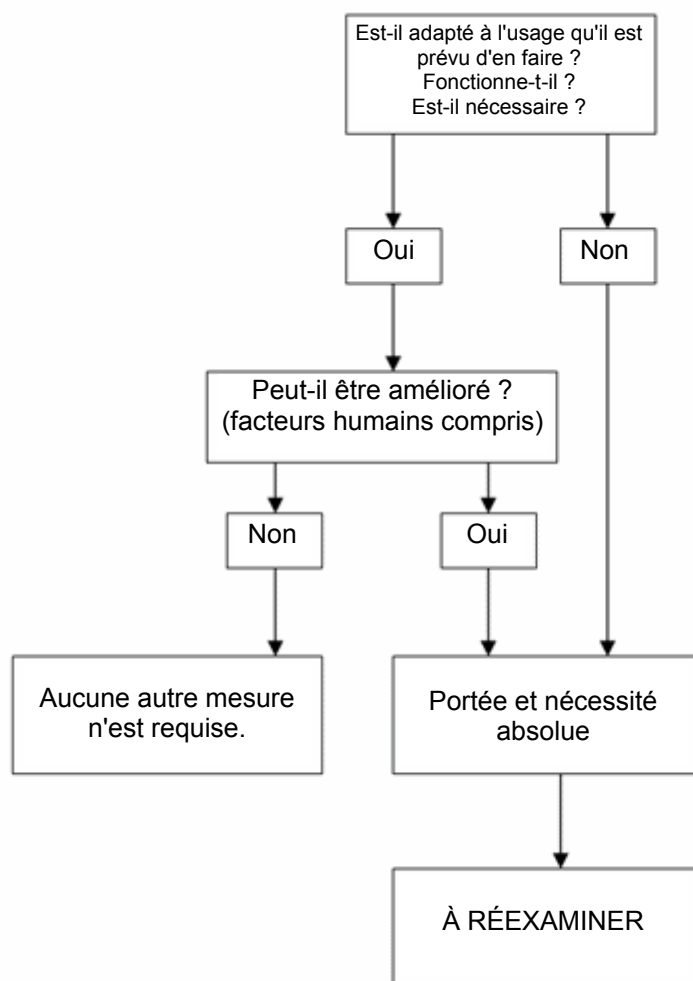 Est-il adapté à l'usage qu'il est
prévu d'en faire ?
Fonctionne-t-il ?
Est-il nécessaire ?
Oui
Non
Peut-il être amélioré ?
(facteurs humains compris)
Non
Oui
Aucune autre mesure
n'est requise.
Portée et nécessité
absolue
À RÉEXAMINER